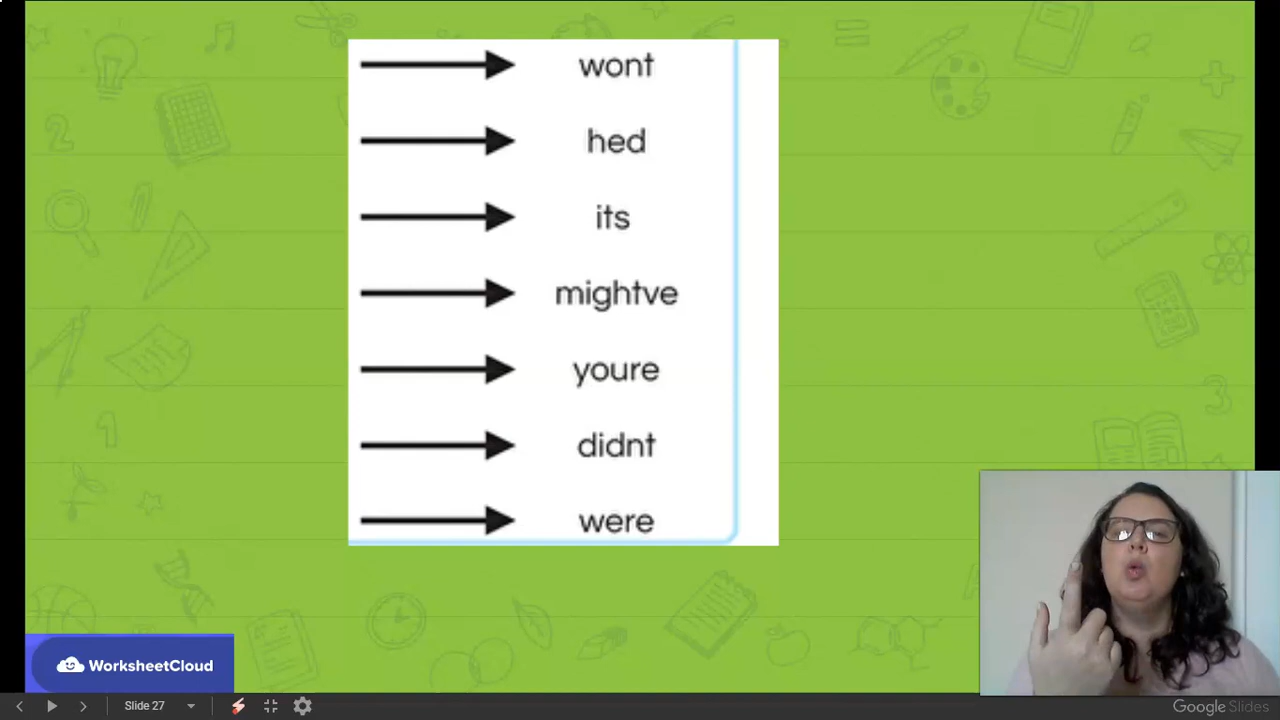 wont
hed
its
mightve
youre
didnt
were
WorksheetCloud
Slide 27
Google Slides